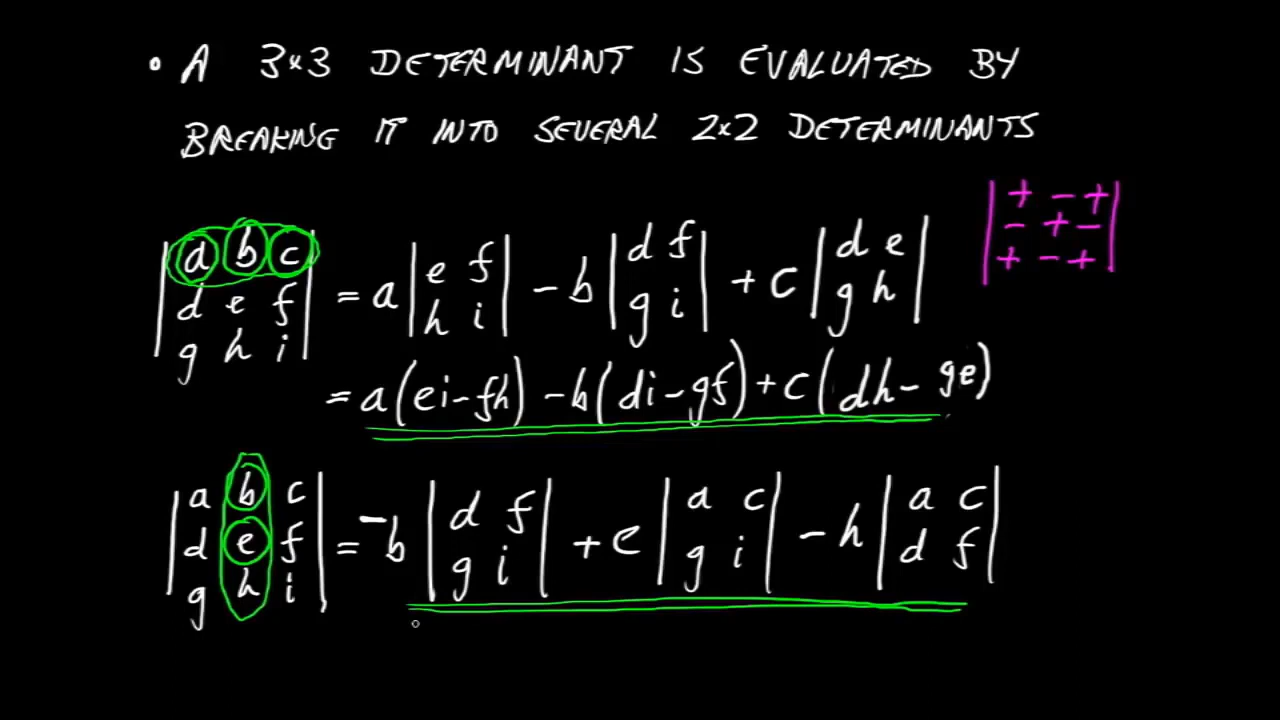 • A 3×3 DETERMINANT IS EVALUATED BY
BREAKING IT INTO SEVERAL 2×2 DETERMINANTS
| + - + |
| - + - |
| + - + |
| a b c |
| d e f |
| g h i |
= a | e f | - b | d f | + c | d e |
| h i | | g i | | g h |
= a(ei-fh) - b(di-gf) + c(dh-ge)
| a b c |
| d e f |
| g h i |
= -b | d f | + e | a c | - h | a c |
| g i | | g i | | d f |